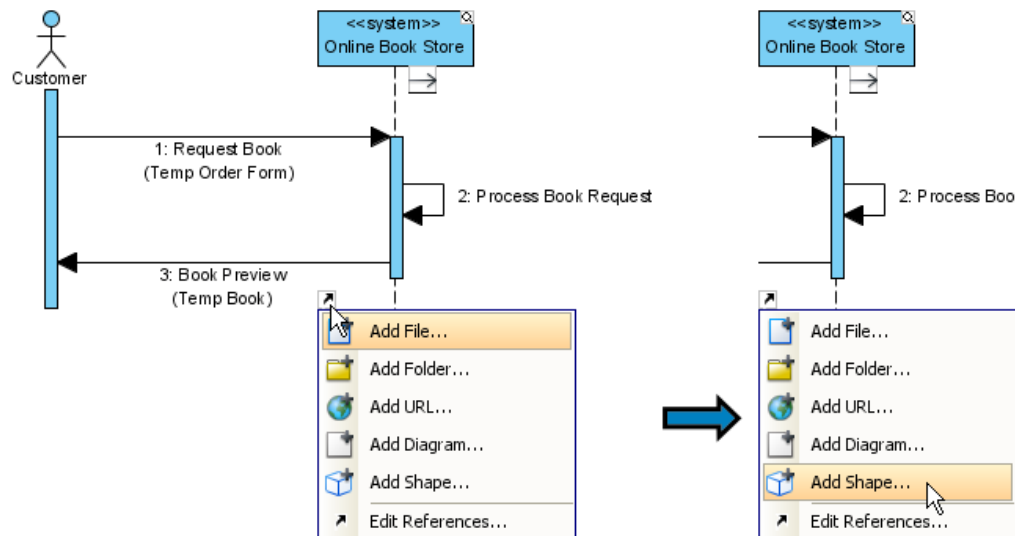 Customer
<<system>>
Online Book Store
1: Request Book
(Temp Order Form)
2: Process Book Request
3: Book Preview
(Temp Book)
Add File...
Add Folder...
Add URL...
Add Diagram...
Add Shape...
Edit References...
<<system>>
Online Book Store
2: Process Boo
Add File...
Add Folder...
Add URL...
Add Diagram...
Add Shape...
Edit References...